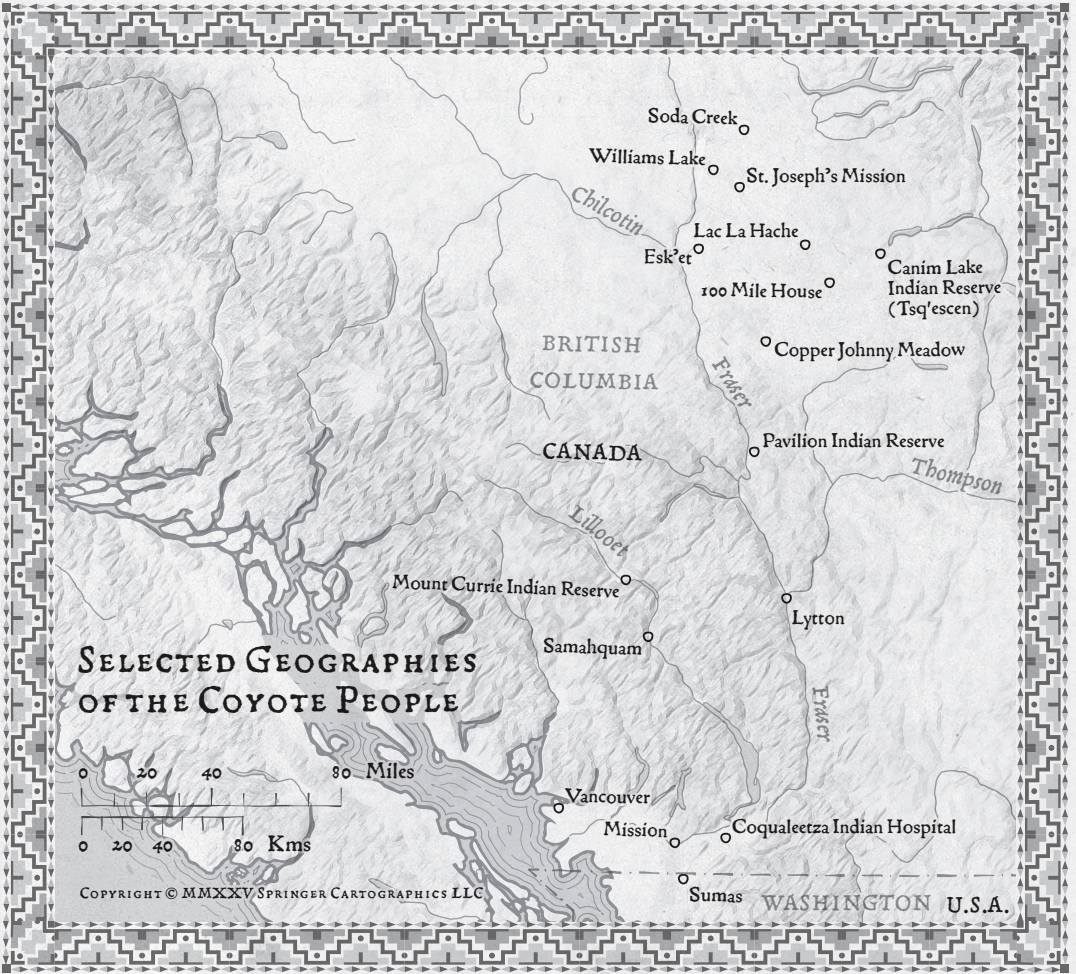 Soda Creek
Williams Lake
St. Joseph's Mission
Chilcotin
Lac La Hache
Esk'et
Canim Lake
Indian Reserve
(Tsq'escen)
100 Mile House
BRITISH
COLUMBIA
Copper Johnny Meadow
Fraser
CANADA
Pavilion Indian Reserve
Thompson
Lillooet
Mount Currie Indian Reserve
Lytton
Samahquam
SELECTED GEOGRAPHIES
OF THE COYOTE PEOPLE
Fraser
0 20 40 80 Miles
0 20 40 80 Kms
Vancouver
Mission
Coqualeetza Indian Hospital
Sumas
WASHINGTON U.S.A.
COPYRIGHT © MMXXV SPRINGER CARTOGRAPHICS LLC